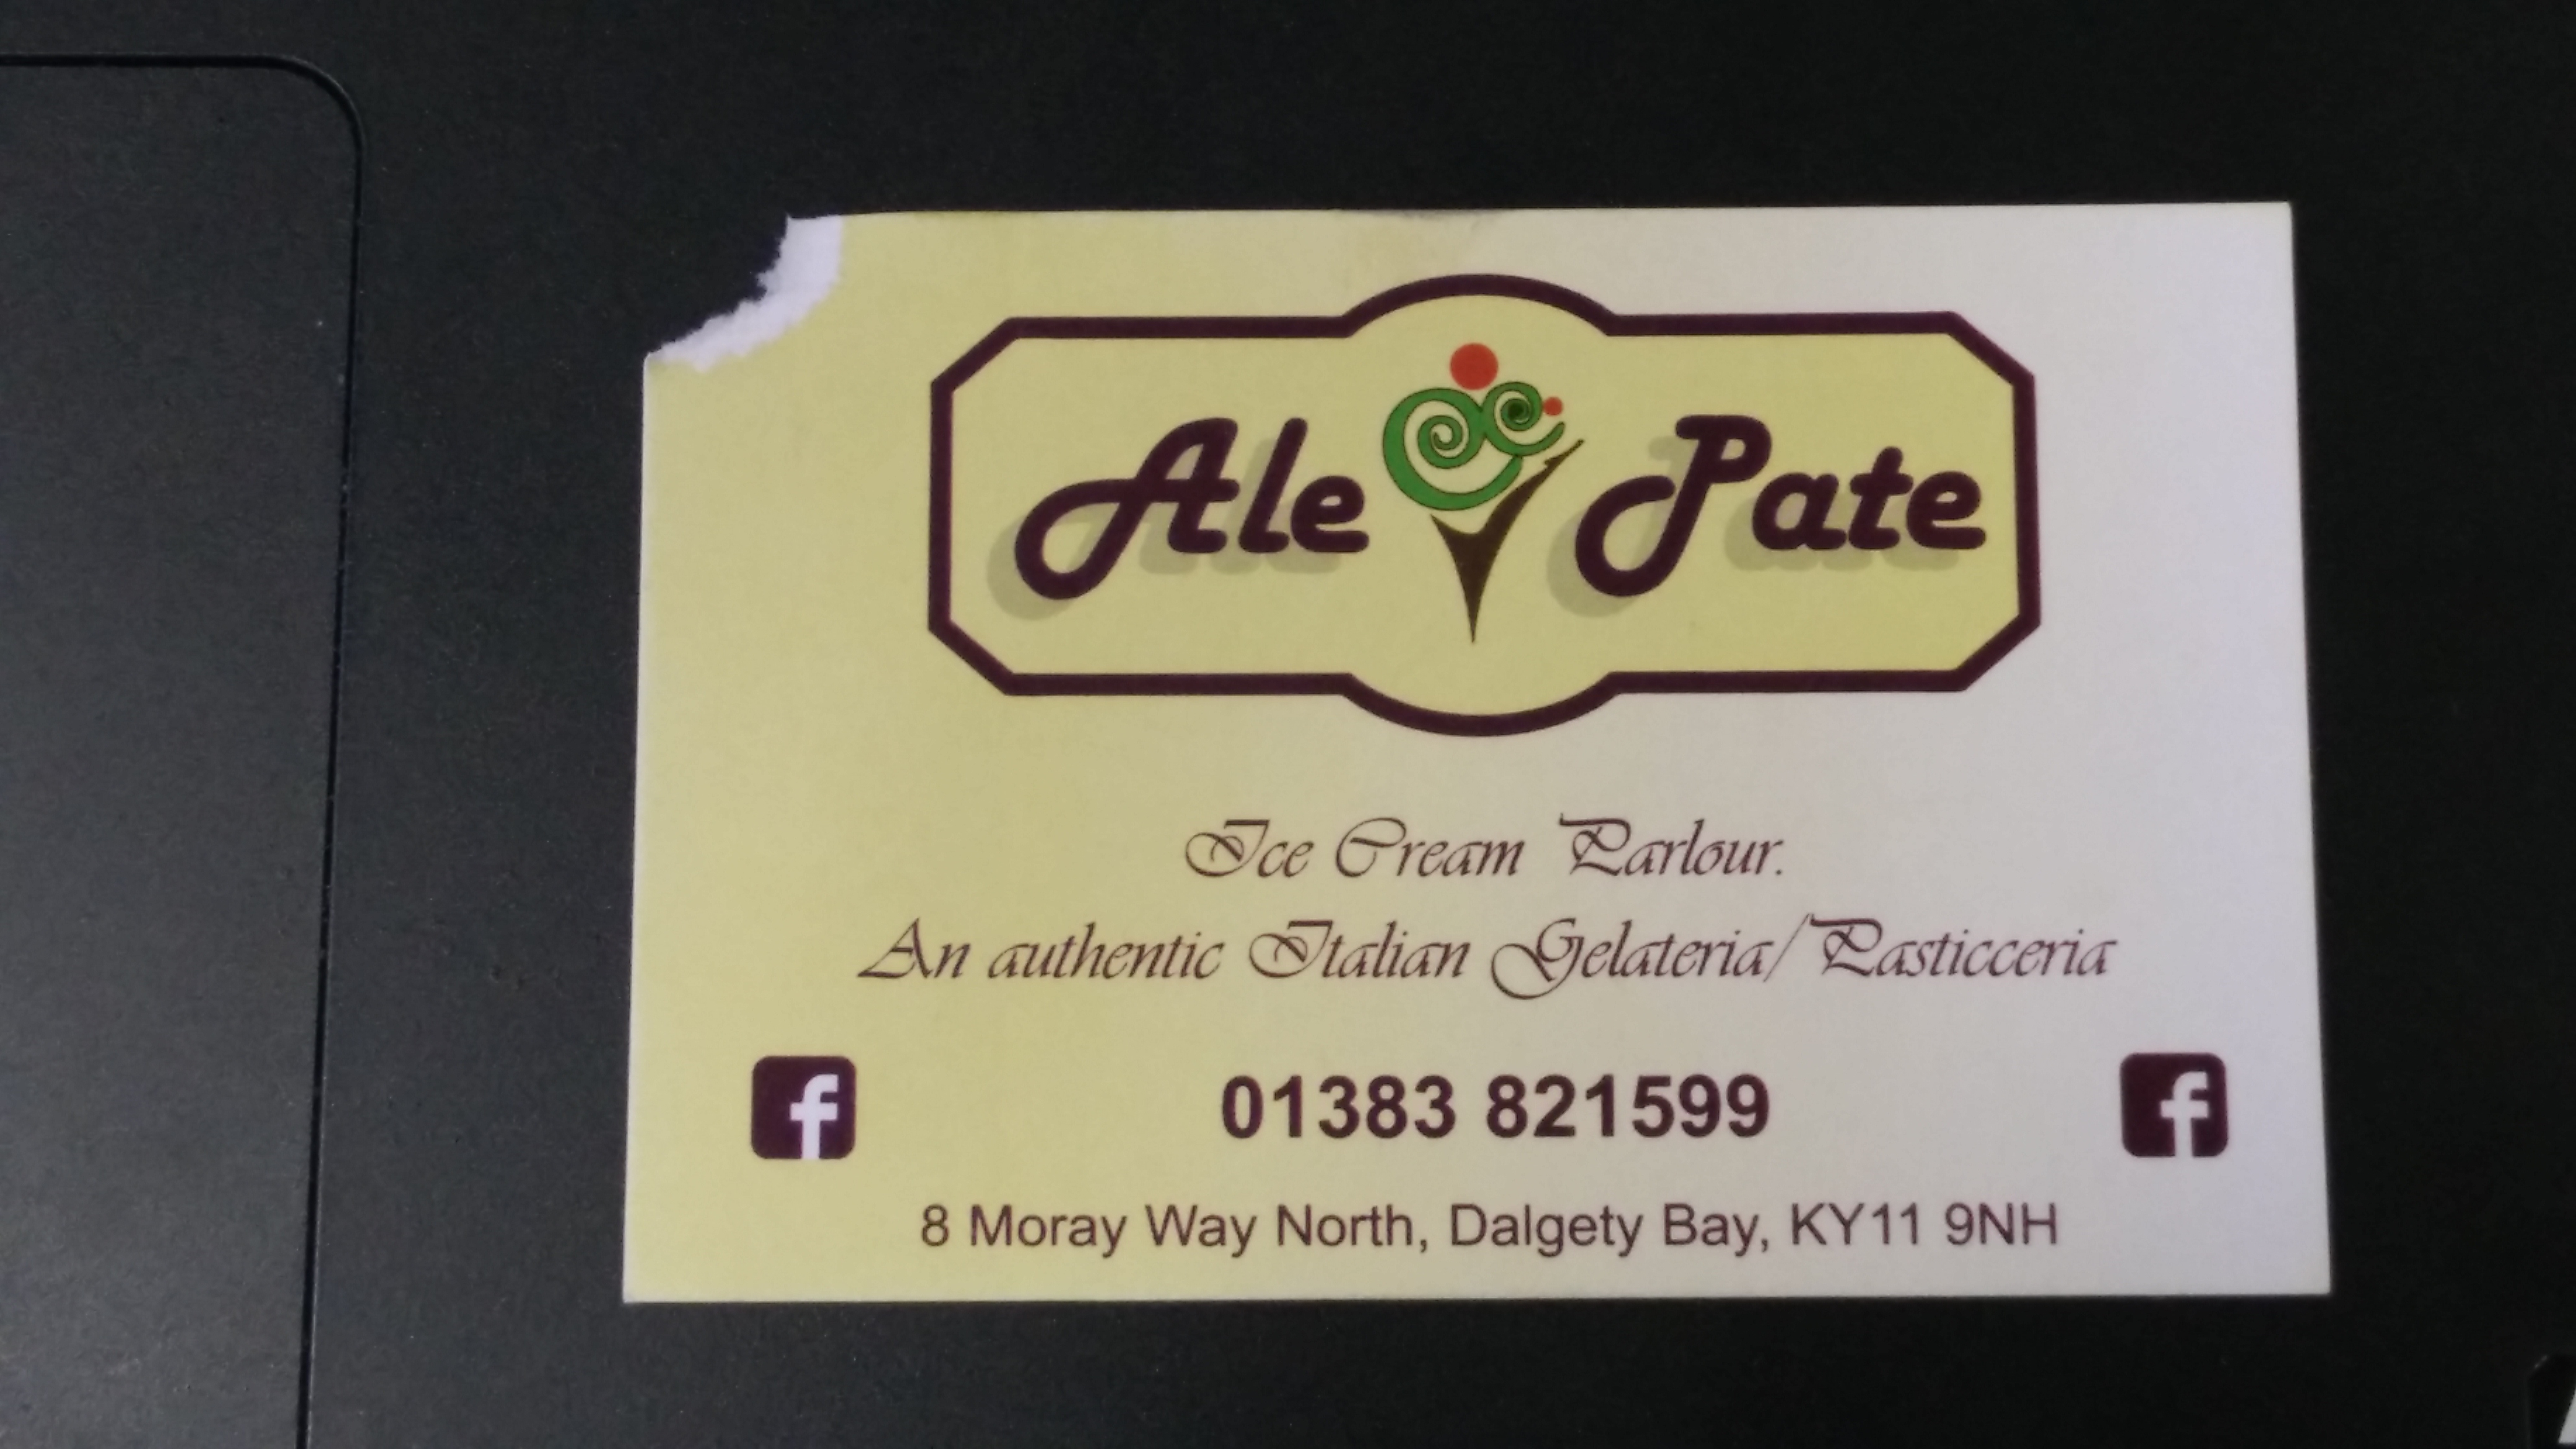 Ale Pate
Ice Cream Parlour.
An authentic Italian Gelateria/Pasticceria
f 01383 821599 f
8 Moray Way North, Dalgety Bay, KY11 9NH